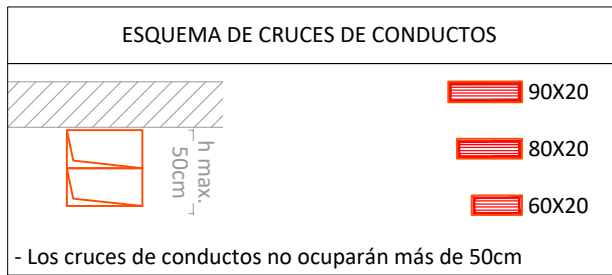 ESQUEMA DE CRUCES DE CONDUCTOS
h max.
50cm
90X20
80X20
60X20
- Los cruces de conductos no ocuparán más de 50cm